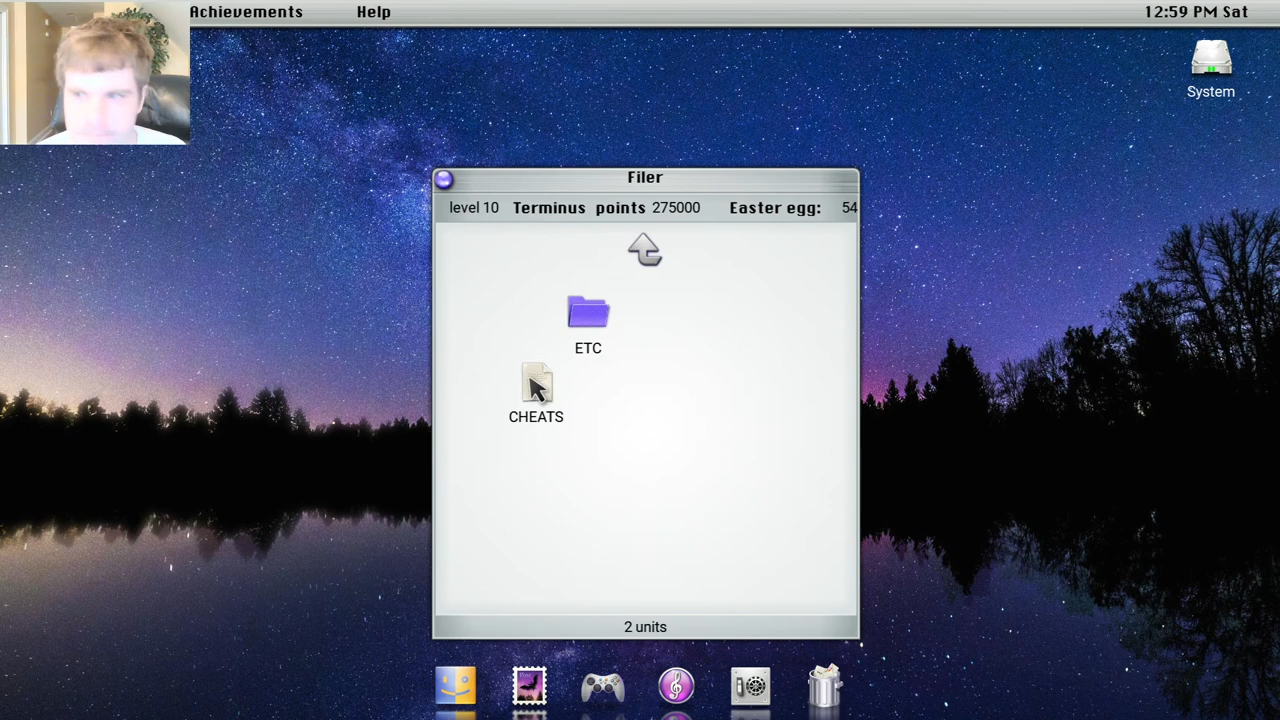 Achievements Help 12:59 PM Sat
System
Filer
level 10 Terminus points 275000 Easter egg: 54
ETC
CHEATS
2 units